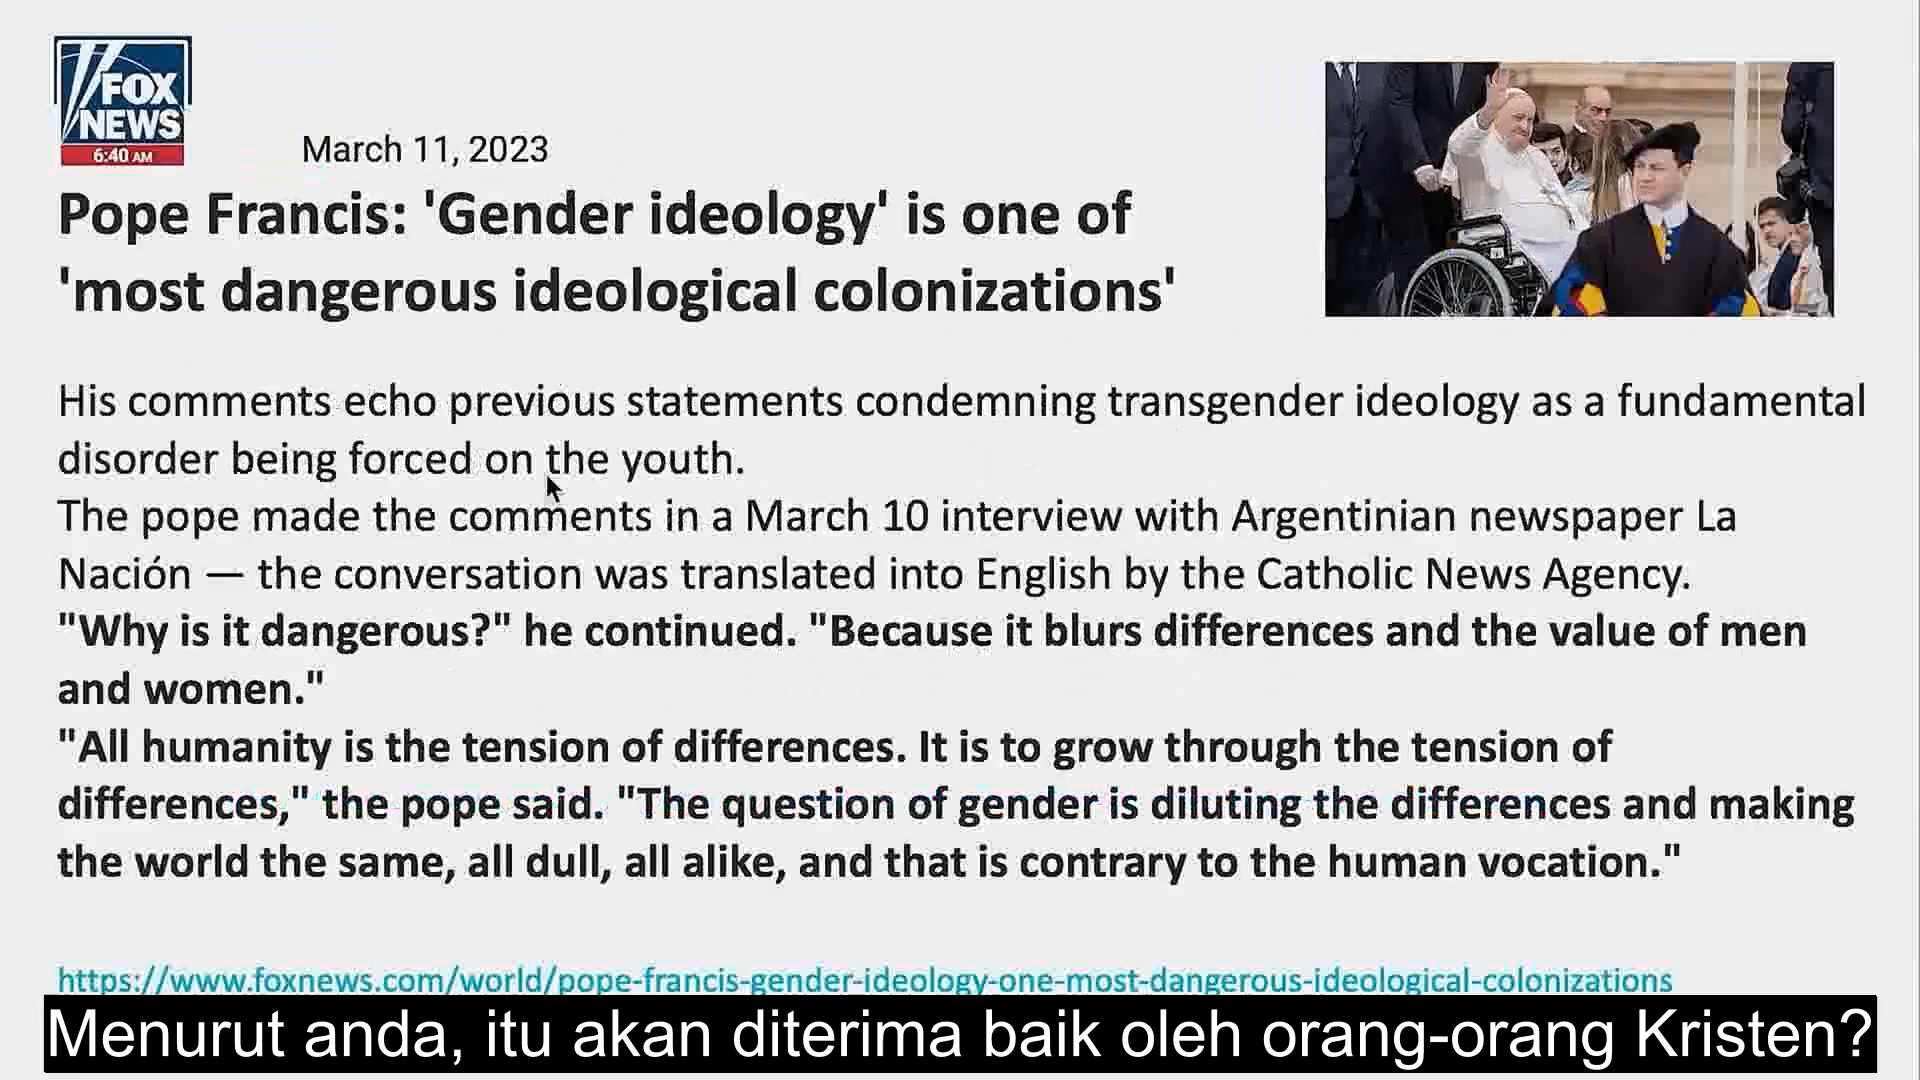 FOX
NEWS
6:40 AM
March 11, 2023
Pope Francis: 'Gender ideology' is one of
'most dangerous ideological colonizations'
His comments echo previous statements condemning transgender ideology as a fundamental
disorder being forced on the youth.
The pope made the comments in a March 10 interview with Argentinian newspaper La
Nación — the conversation was translated into English by the Catholic News Agency.
"Why is it dangerous?" he continued. "Because it blurs differences and the value of men
and women."
"All humanity is the tension of differences. It is to grow through the tension of
differences," the pope said. "The question of gender is diluting the differences and making
the world the same, all dull, all alike, and that is contrary to the human vocation."
https://www.foxnews.com/world/pope-francis-gender-ideology-one-most-dangerous-ideological-colonizations
Menurut anda, itu akan diterima baik oleh orang-orang Kristen?